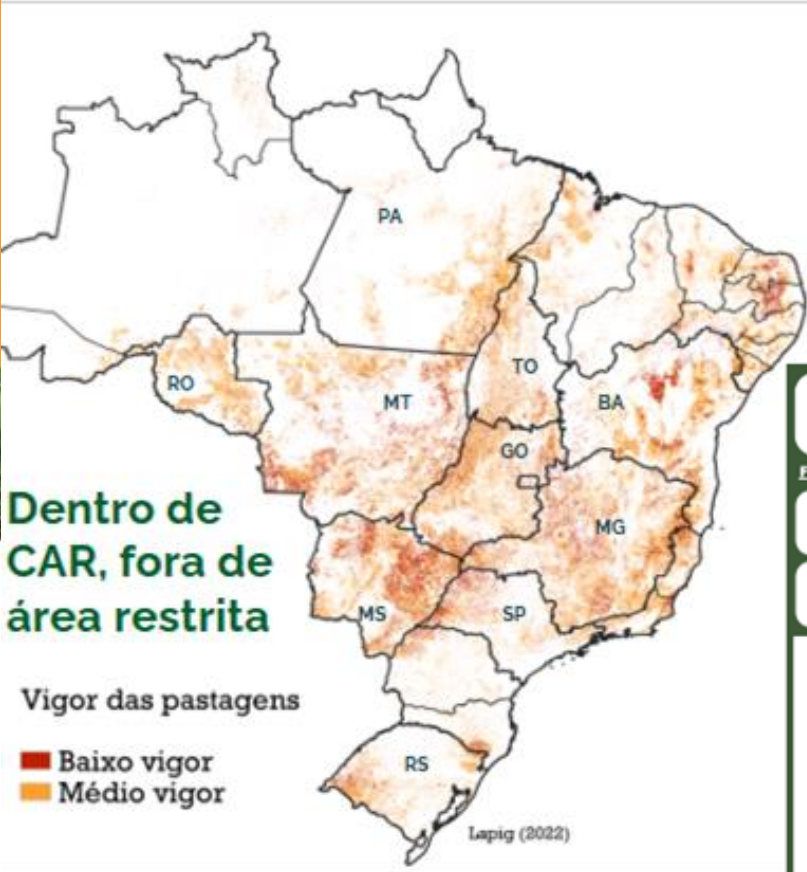 PA
TO
RO
MT
BA
GO
MG
MS
SP
RS
Dentro de
CAR, fora de
área restrita
Vigor das pastagens
Baixo vigor
Médio vigor
Lapig (2022)